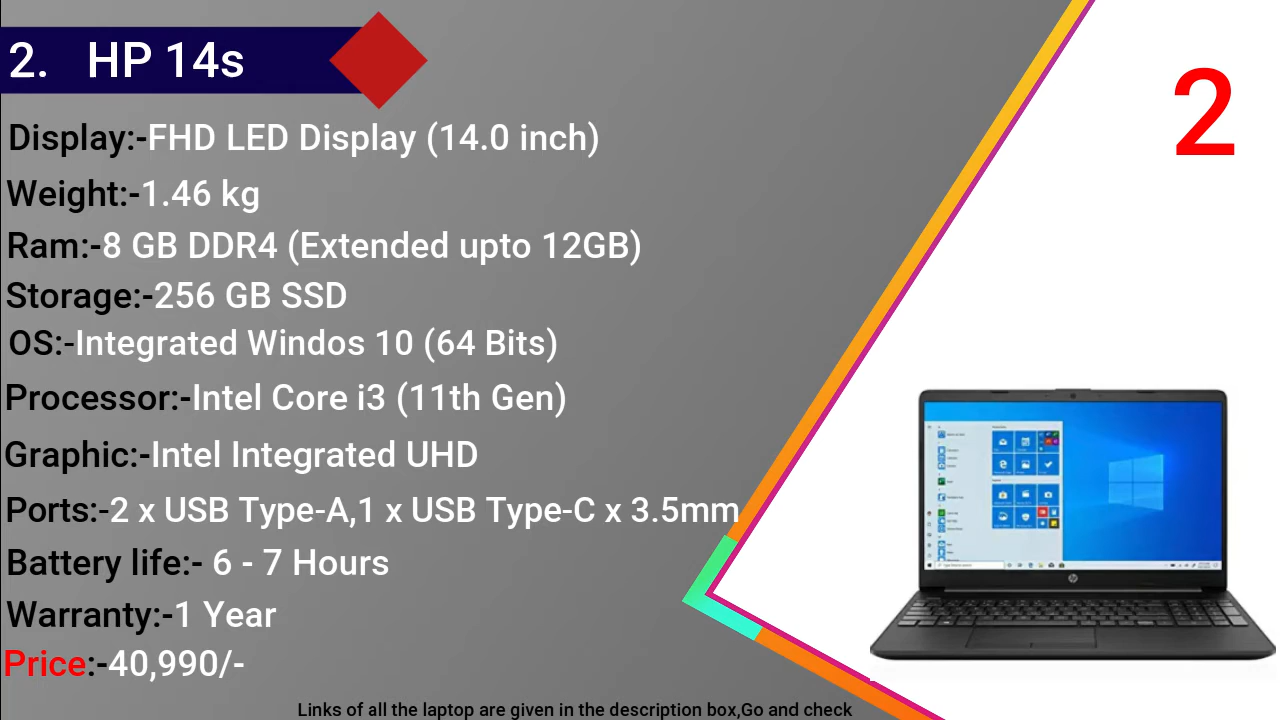 2. HP 14s
2
Display:-FHD LED Display (14.0 inch)
Weight:-1.46 kg
Ram:-8 GB DDR4 (Extended upto 12GB)
Storage:-256 GB SSD
OS:-Integrated Windos 10 (64 Bits)
Processor:-Intel Core i3 (11th Gen)
Graphic:-Intel Integrated UHD
Ports:-2 x USB Type-A,1 x USB Type-C x 3.5mm
Battery life:- 6 - 7 Hours
Warranty:-1 Year
Price:-40,990/-
Links of all the laptop are given in the description box,Go and check
hp